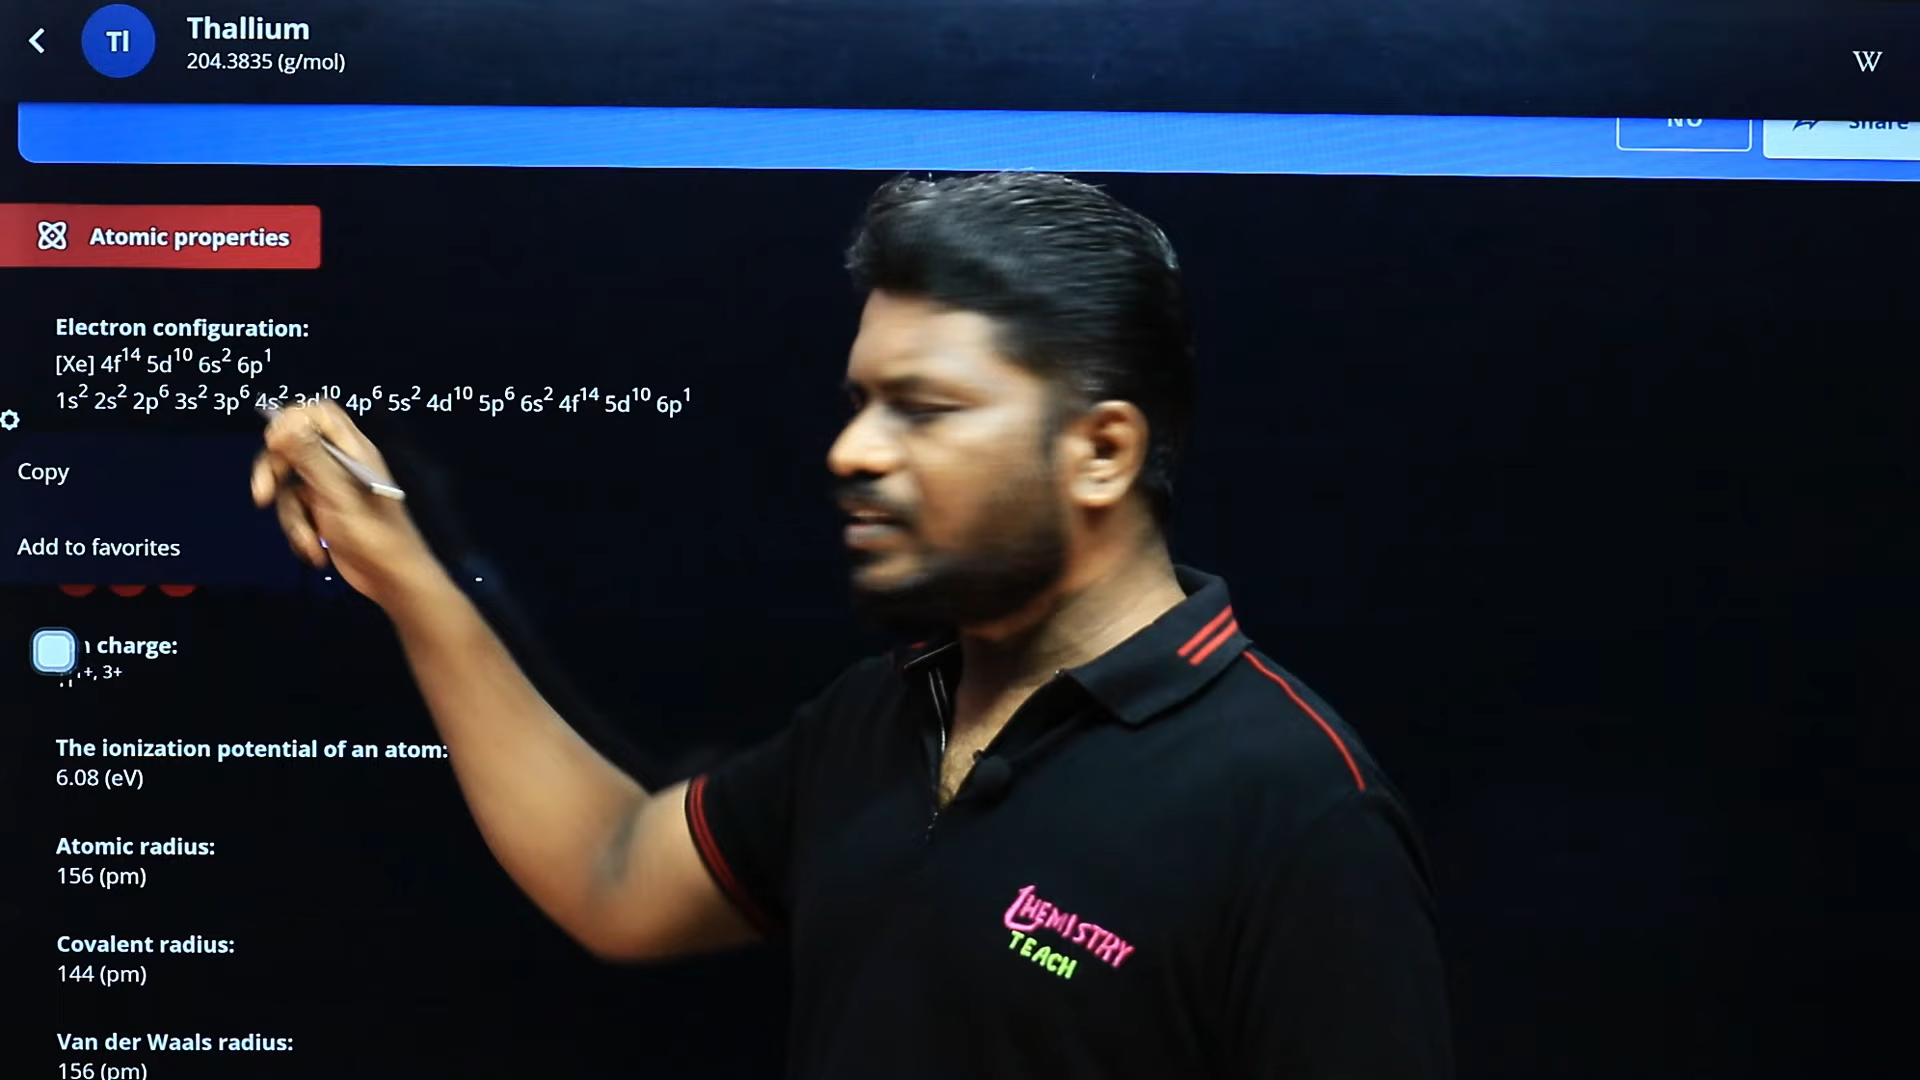 Tl
Thallium
204.3835 (g/mol)
W
NO
Share
Atomic properties
Electron configuration:
[Xe] 4f¹⁴ 5d¹⁰ 6s² 6p¹
1s² 2s² 2p⁶ 3s² 3p⁶ 4s² 3d¹⁰ 4p⁶ 5s² 4d¹⁰ 5p⁶ 6s² 4f¹⁴ 5d¹⁰ 6p¹
Copy
Add to favorites
charge:
+, 3+
The ionization potential of an atom:
6.08 (eV)
Atomic radius:
156 (pm)
Covalent radius:
144 (pm)
Van der Waals radius:
156 (pm)
CHEMISTRY
TEACH